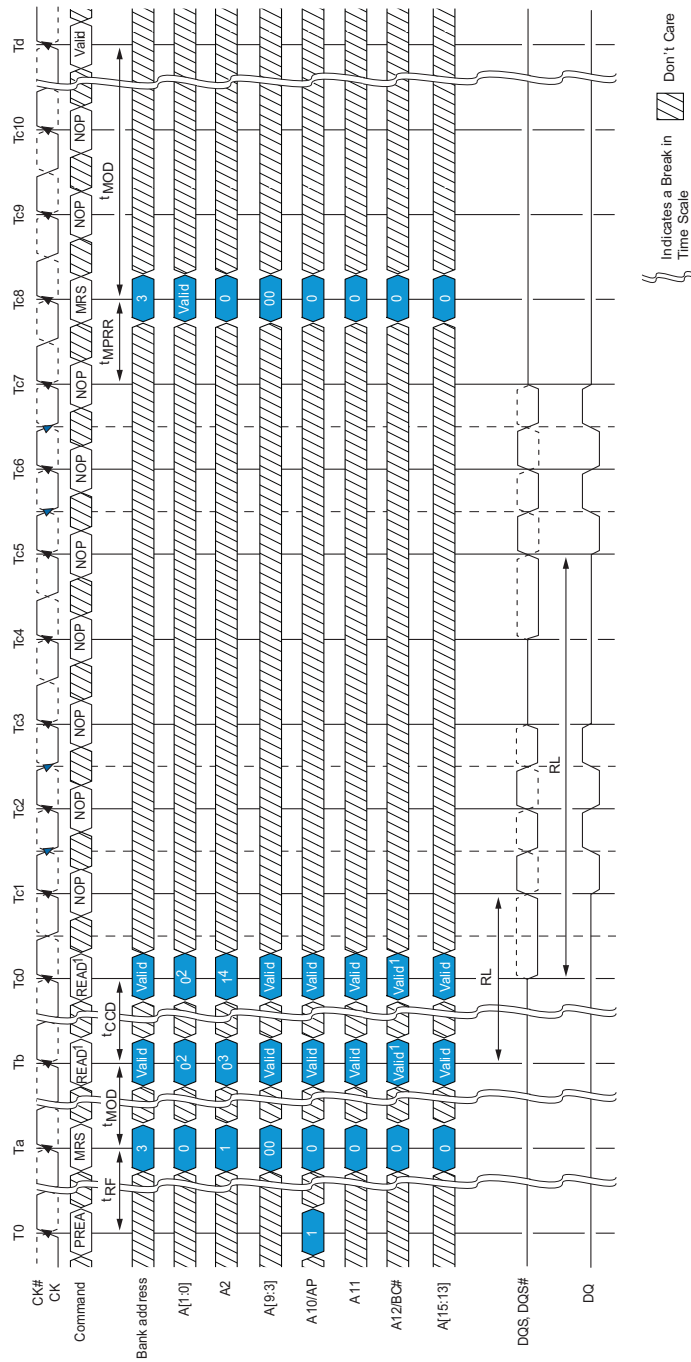 T0 Ta Tb Tc0 Tc1 Tc2 Tc3 Tc4 Tc5 Tc6 Tc7 Tc8 Tc9 Tc10 Td
CK#
CK
Command PREA MRS READ1 READ1 NOP NOP NOP NOP NOP NOP NOP MRS NOP NOP Valid
tRF tMOD tCCD tMPRR tMOD
Bank address 3 Valid Valid 3
A[1:0] 0 02 02 Valid
A2 1 03 14 0
A[9:3] 00 Valid Valid 00
A10/AP 1 0 Valid Valid 0
A11 0 Valid Valid 0
A12/BC# 0 Valid1 Valid1 0
A[15:13] 0 Valid Valid 0
RL
DQS, DQS#
RL
DQ
Indicates a Break in
Time Scale
Don't Care